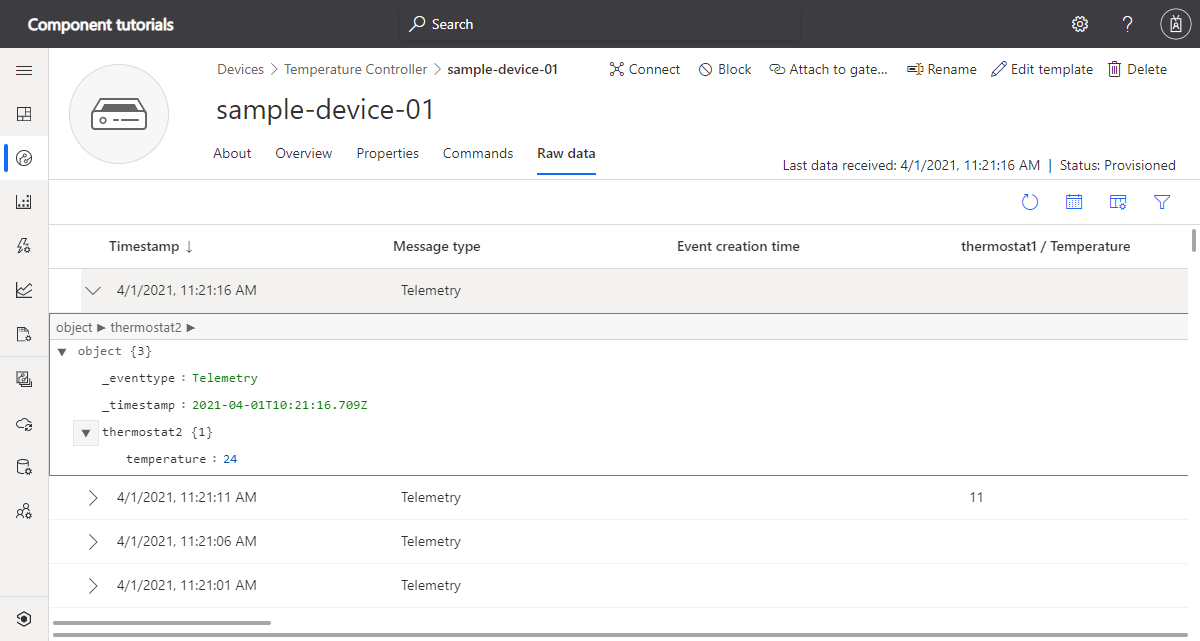 Component tutorials
Search
?
Devices > Temperature Controller > sample-device-01
Connect
Block
Attach to gate...
Rename
Edit template
Delete
sample-device-01
About
Overview
Properties
Commands
Raw data
Last data received: 4/1/2021, 11:21:16 AM | Status: Provisioned
Timestamp ↓
Message type
Event creation time
thermostat1 / Temperature
4/1/2021, 11:21:16 AM
Telemetry
object ▶ thermostat2 ▶
▼ object {3}
_eventtype : Telemetry
_timestamp : 2021-04-01T10:21:16.709Z
▼ thermostat2 {1}
temperature : 24
4/1/2021, 11:21:11 AM
Telemetry
11
4/1/2021, 11:21:06 AM
Telemetry
4/1/2021, 11:21:01 AM
Telemetry